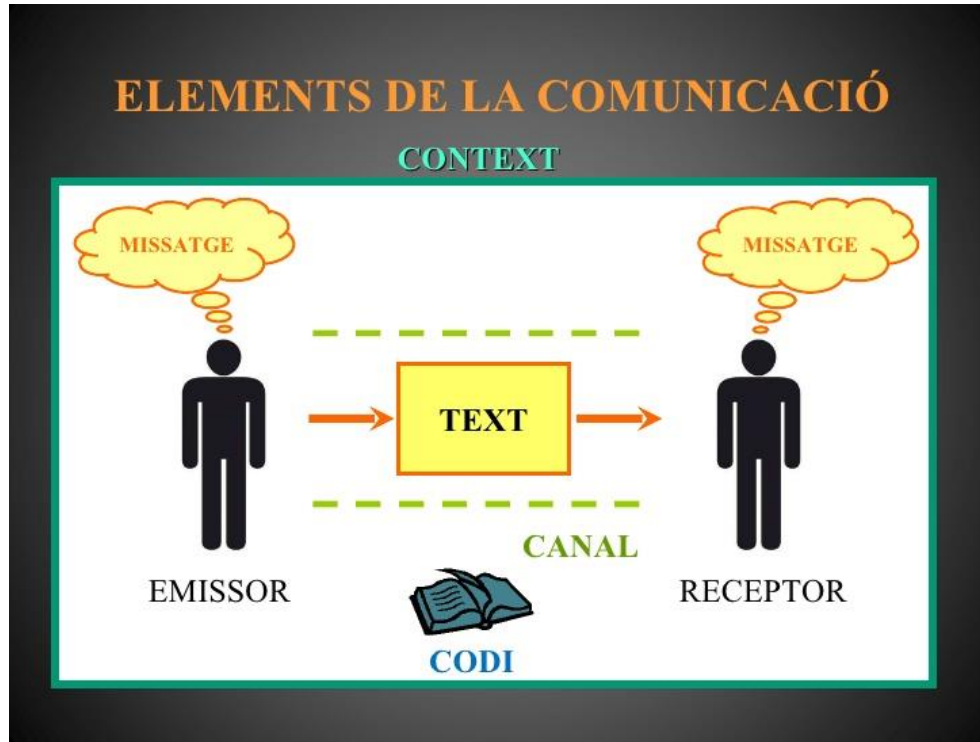 ELEMENTS DE LA COMUNICACIÓ
CONTEXT
MISSATGE
MISSATGE
TEXT
CANAL
EMISSOR
RECEPTOR
CODI